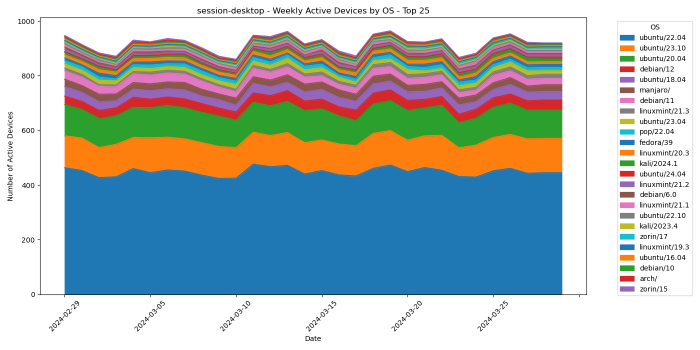 session-desktop - Weekly Active Devices by OS - Top 25
Number of Active Devices
1000
800
600
400
200
0
2024-02-29
2024-03-05
2024-03-10
2024-03-15
2024-03-20
2024-03-25
Date
OS
ubuntu/22.04
ubuntu/23.10
ubuntu/20.04
debian/12
ubuntu/18.04
manjaro/
debian/11
linuxmint/21.3
ubuntu/23.04
pop/22.04
fedora/39
linuxmint/20.3
kali/2024.1
ubuntu/24.04
linuxmint/21.2
debian/6.0
linuxmint/21.1
ubuntu/22.10
kali/2023.4
zorin/17
linuxmint/19.3
ubuntu/16.04
debian/10
arch/
zorin/15